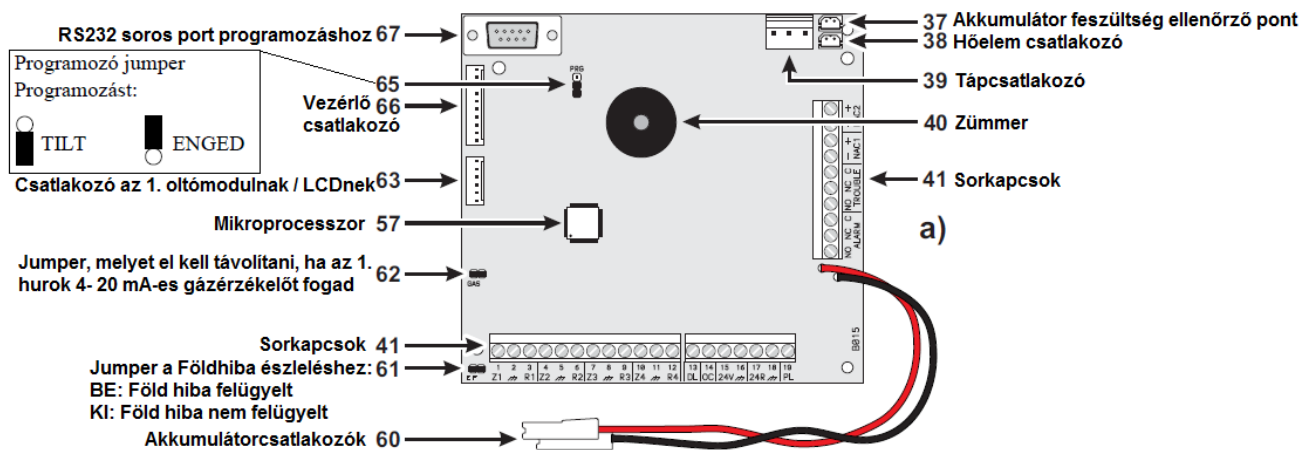 RS232 soros port programozáshoz 67
Programozó jumper
Programozást:
TILT
ENGED
65
Vezérlő 66
csatlakozó
Csatlakozó az 1. oltómodulnak / LCDnek 63
Mikroprocesszor 57
Jumper, melyet el kell távolítani, ha az 1. 62
hurok 4- 20 mA-es gázérzékelőt fogad
Sorkapcsok 41
Jumper a Földhiba észleléshez: 61
BE: Föld hiba felügyelt
KI: Föld hiba nem felügyelt
Akkumulátorcsatlakozók 60
PRG
GAS
EF
1 2 3 4 5 6 7 8 9 10 11 12 13 14 15 16 17 18 19
Z1 R1 Z2 R2 Z3 R3 Z4 R4 DL OC 24V 24R PL
37 Akkumulátor feszültség ellenőrző pont
38 Hőelem csatlakozó
39 Tápcsatlakozó
40 Zümmer
41 Sorkapcsok
a)
+
NAC2
– +
NAC1
NO NC C
TROUBLE
NO NC C
ALARM
B015